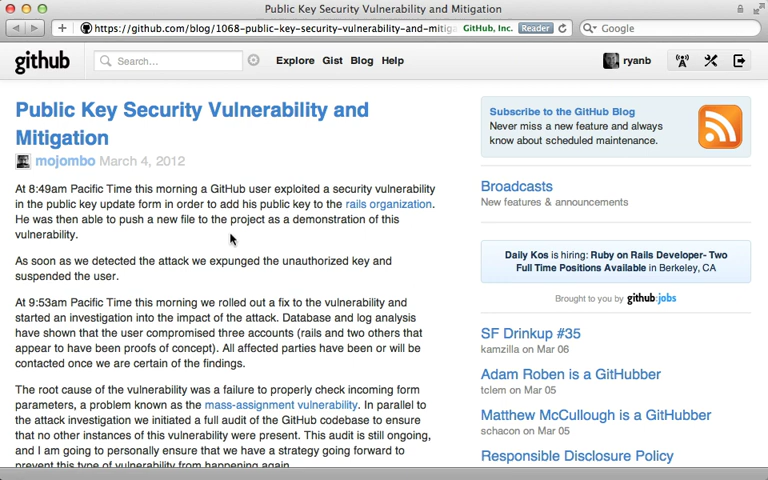 Public Key Security Vulnerability and Mitigation
https://github.com/blog/1068-public-key-security-vulnerability-and-mitiga GitHub, Inc. Reader Google
github Search... Explore Gist Blog Help ryanb
Public Key Security Vulnerability and
Mitigation
mojombo March 4, 2012
At 8:49am Pacific Time this morning a GitHub user exploited a security vulnerability
in the public key update form in order to add his public key to the rails organization.
He was then able to push a new file to the project as a demonstration of this
vulnerability.
As soon as we detected the attack we expunged the unauthorized key and
suspended the user.
At 9:53am Pacific Time this morning we rolled out a fix to the vulnerability and
started an investigation into the impact of the attack. Database and log analysis
have shown that the user compromised three accounts (rails and two others that
appear to have been proofs of concept). All affected parties have been or will be
contacted once we are certain of the findings.
The root cause of the vulnerability was a failure to properly check incoming form
parameters, a problem known as the mass-assignment vulnerability. In parallel to
the attack investigation we initiated a full audit of the GitHub codebase to ensure
that no other instances of this vulnerability were present. This audit is still ongoing,
and I am going to personally ensure that we have a strategy going forward to
prevent this type of vulnerability from happening again.
Subscribe to the GitHub Blog
Never miss a new feature and always
know about scheduled maintenance.
Broadcasts
New features & announcements
Daily Kos is hiring: Ruby on Rails Developer- Two
Full Time Positions Available in Berkeley, CA
Brought to you by github:jobs
SF Drinkup #35
kamzilla on Mar 06
Adam Roben is a GitHubber
tclem on Mar 05
Matthew McCullough is a GitHubber
schacon on Mar 05
Responsible Disclosure Policy